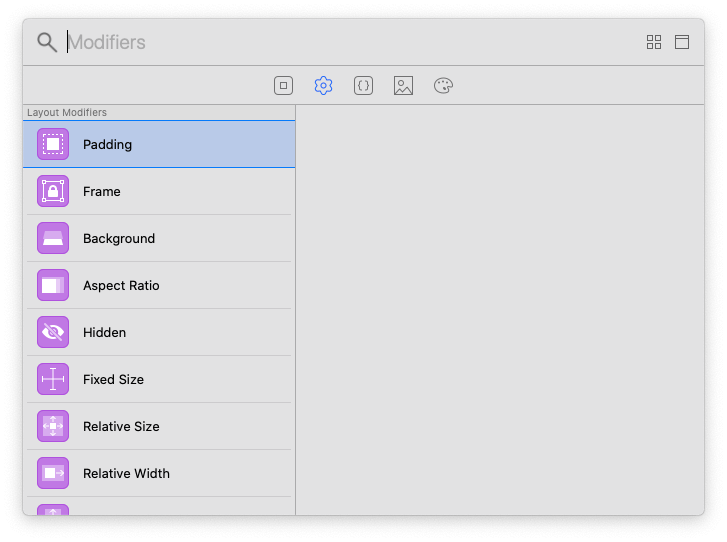 Modifiers
Layout Modifiers
Padding
Frame
Background
Aspect Ratio
Hidden
Fixed Size
Relative Size
Relative Width